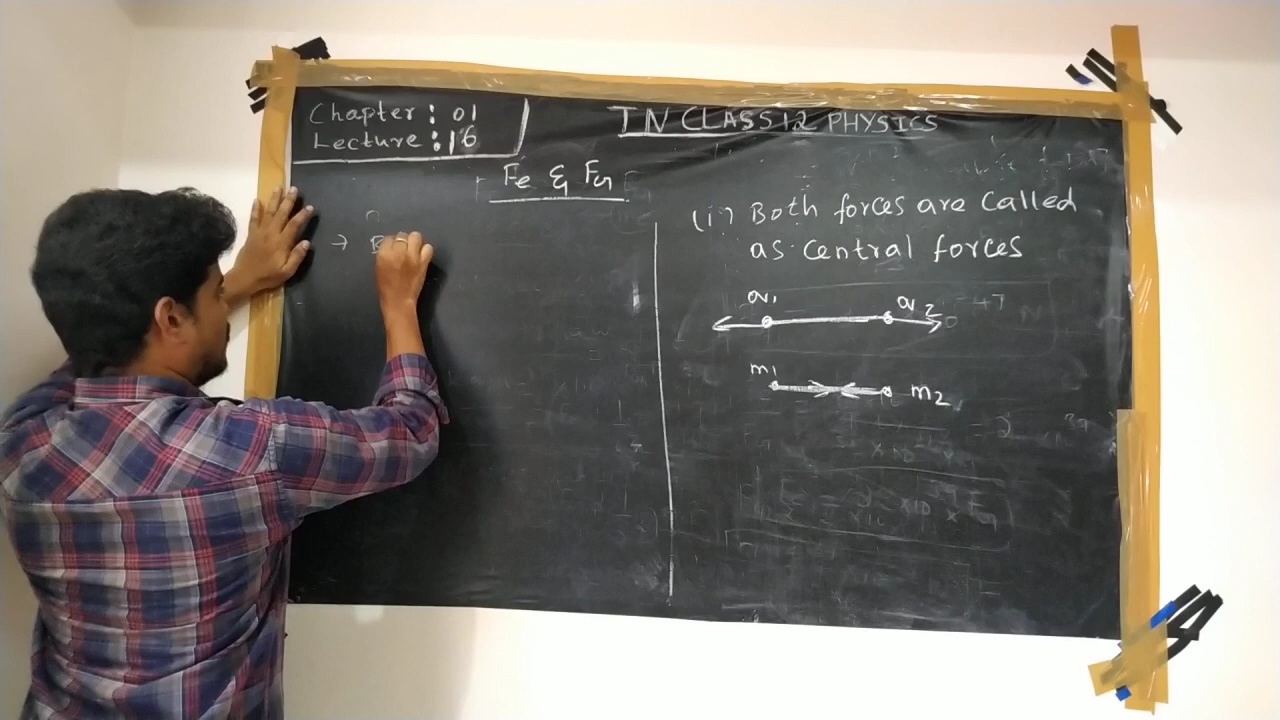 Chapter : 01
Lecture : 16
TN CLASS 12 PHYSICS
Fe & FG
→ B
(i) Both forces are called
as central forces
q1
q2
m1
m2